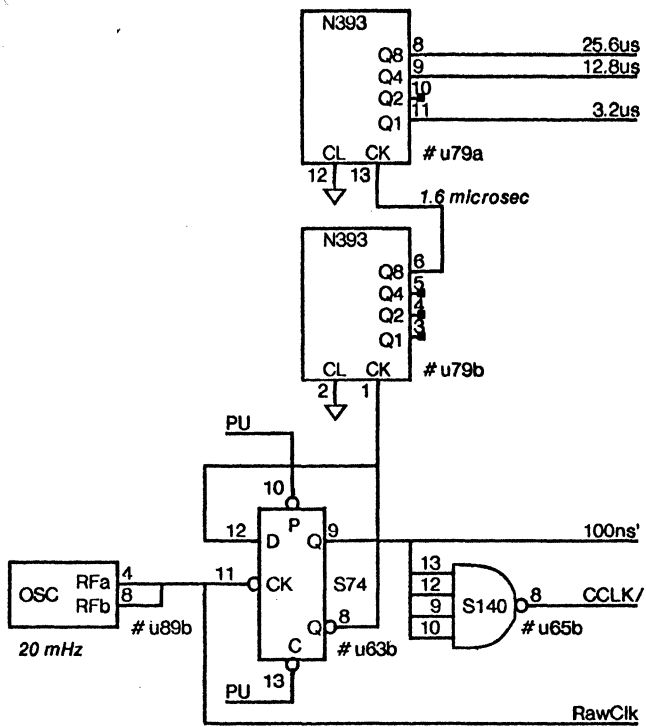 N393
Q8 8 25.6us
Q4 9 12.8us
Q2 10
Q1 11 3.2us
CL CK # u79a
12 13
1.6 microsec
N393
Q8 6
Q4 5
Q2 4
Q1 3
CL CK # u79b
2 1
PU
10
P
12 D Q 9 100ns'
OSC RFa 4 11 CK S74
RFb 8
# u89b
20 mHz
Q 8
C # u63b
13
PU
13
12
9
10
S140 8 CCLK/
# u65b
RawClk